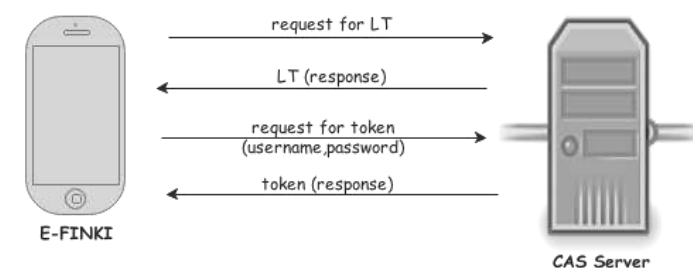 request for LT
LT (response)
request for token
(username,password)
token (response)
E-FINKI
CAS Server